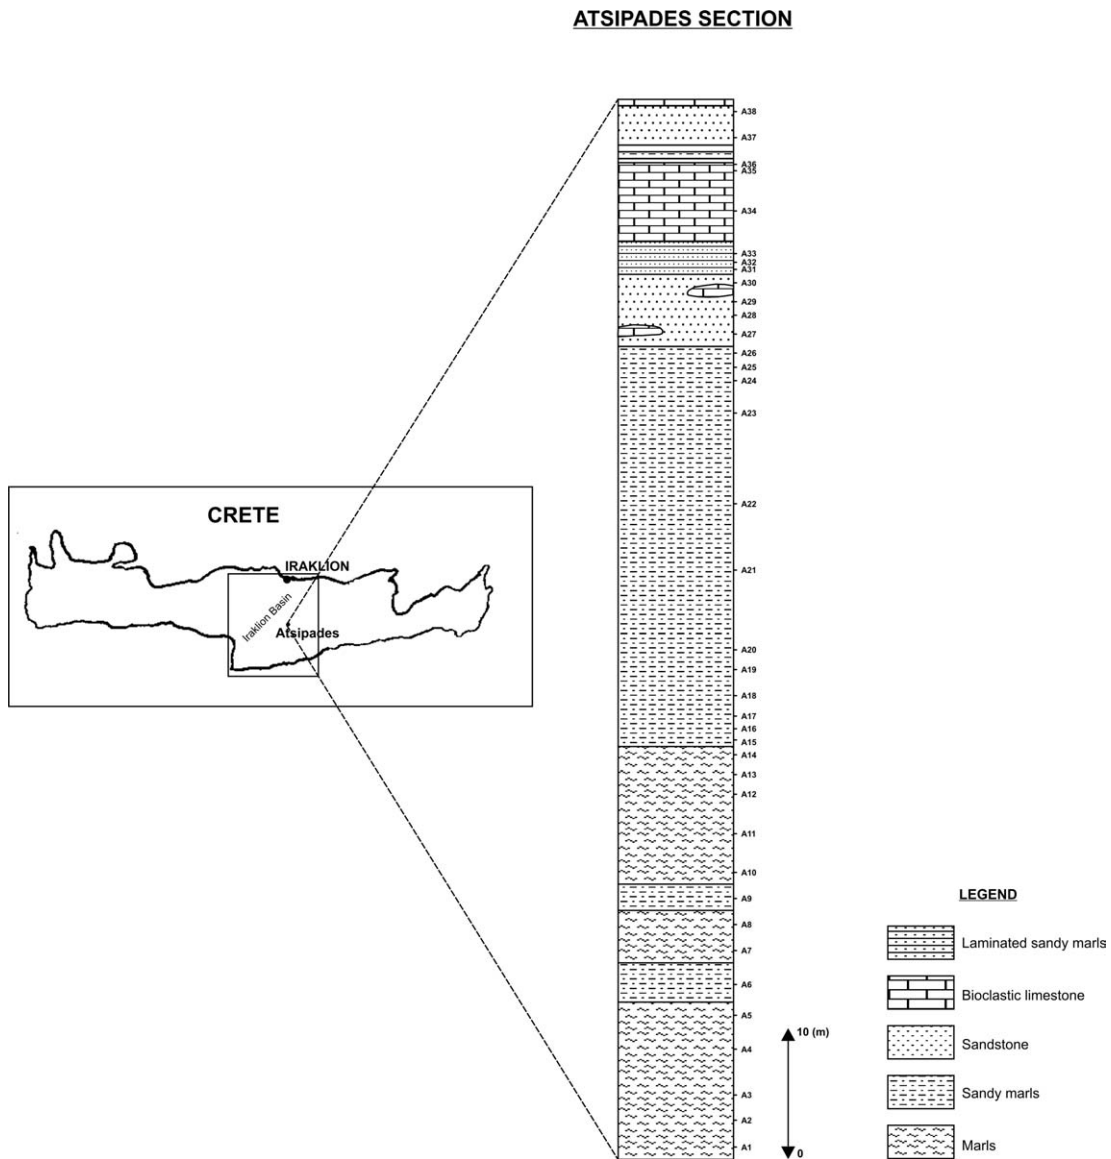 ATSIPADES SECTION
A38
A37
A36
A35
A34
A33
A32
A31
A30
A29
A28
A27
A26
A25
A24
A23
A22
A21
A20
A19
A18
A17
A16
A15
A14
A13
A12
A11
A10
A9
A8
A7
A6
A5
A4
A3
A2
A1
CRETE
IRAKLION
Iraklion Basin
Atsipades
10 (m)
0
LEGEND
Laminated sandy marls
Bioclastic limestone
Sandstone
Sandy marls
Marls